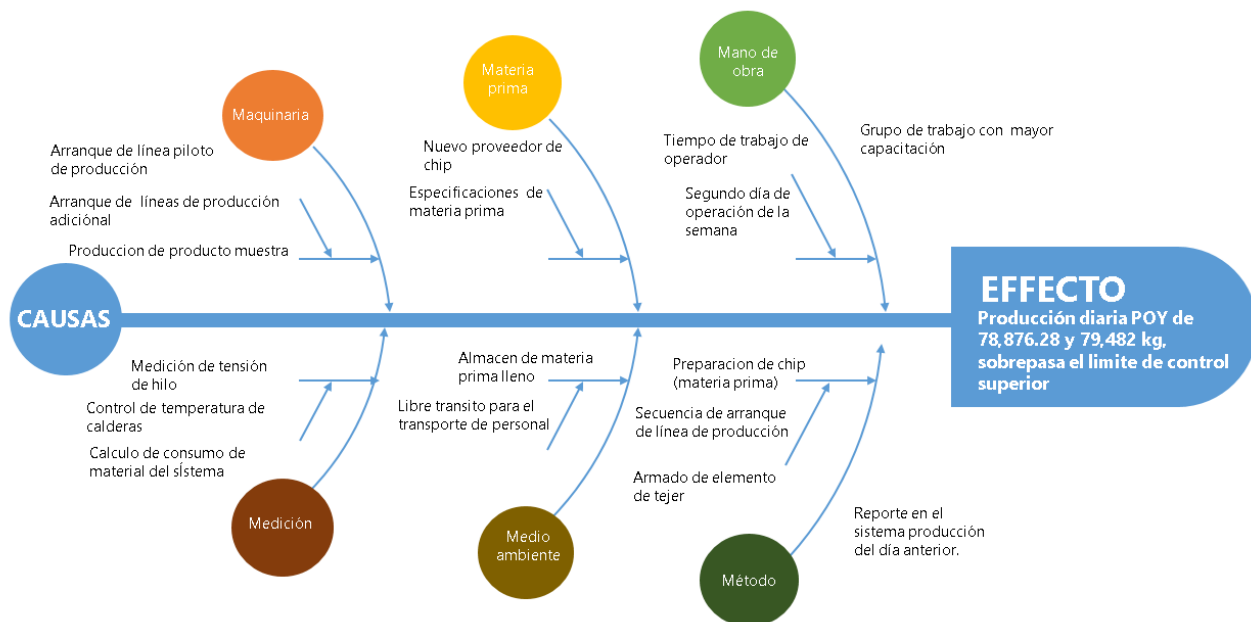 Maquinaria
Materia
prima
Mano de
obra
Arranque de línea piloto
de producción
Arranque de líneas de producción
adiciónal
Produccion de producto muestra
Nuevo proveedor de
chip
Especificaciones de
materia prima
Tiempo de trabajo de
operador
Segundo día de
operación de la
semana
Grupo de trabajo con mayor
capacitación
CAUSAS
EFFECTO
Producción diaria POY de
78,876.28 y 79,482 kg,
sobrepasa el limite de control
superior
Medición de tensión
de hilo
Control de temperatura de
calderas
Calculo de consumo de
material del sÍstema
Almacen de materia
prima lleno
Libre transito para el
transporte de personal
Preparacion de chip
(materia prima)
Secuencia de arranque
de línea de producción
Armado de elemento
de tejer
Reporte en el
sistema producción
del día anterior.
Medición
Medio
ambiente
Método